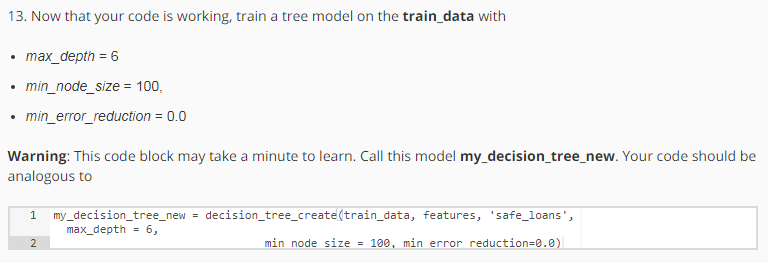 13. Now that your code is working, train a tree model on the train_data with
• max_depth = 6
• min_node_size = 100,
• min_error_reduction = 0.0
Warning: This code block may take a minute to learn. Call this model my_decision_tree_new. Your code should be
analogous to
1 my_decision_tree_new = decision_tree_create(train_data, features, 'safe_loans',
max_depth = 6,
2 min_node_size = 100, min_error_reduction=0.0)